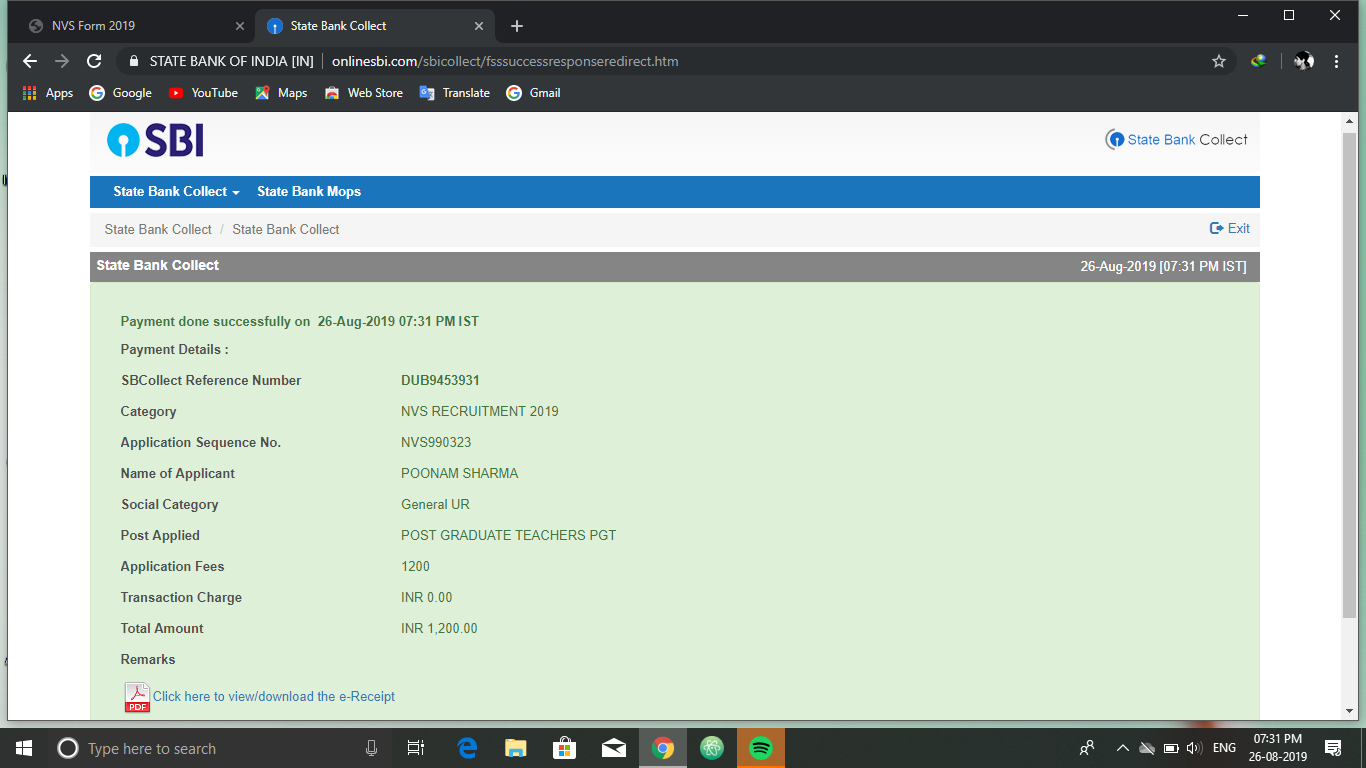 NVS Form 2019
State Bank Collect
STATE BANK OF INDIA [IN] | onlinesbi.com/sbicollect/fsssuccessresponseredirect.htm
Apps Google YouTube Maps Web Store Translate Gmail
SBI
State Bank Collect
State Bank Collect State Bank Mops
State Bank Collect / State Bank Collect
Exit
State Bank Collect 26-Aug-2019 [07:31 PM IST]
Payment done successfully on 26-Aug-2019 07:31 PM IST
Payment Details :
SBCollect Reference Number DUB9453931
Category NVS RECRUITMENT 2019
Application Sequence No. NVS990323
Name of Applicant POONAM SHARMA
Social Category General UR
Post Applied POST GRADUATE TEACHERS PGT
Application Fees 1200
Transaction Charge INR 0.00
Total Amount INR 1,200.00
Remarks
PDF Click here to view/download the e-Receipt
Type here to search
ENG
07:31 PM
26-08-2019